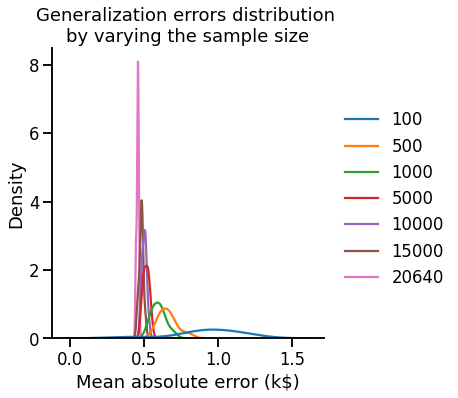 Generalization errors distribution
by varying the sample size
8
6
4
2
0
Density
0.0 0.5 1.0 1.5
Mean absolute error (k$)
100
500
1000
5000
10000
15000
20640